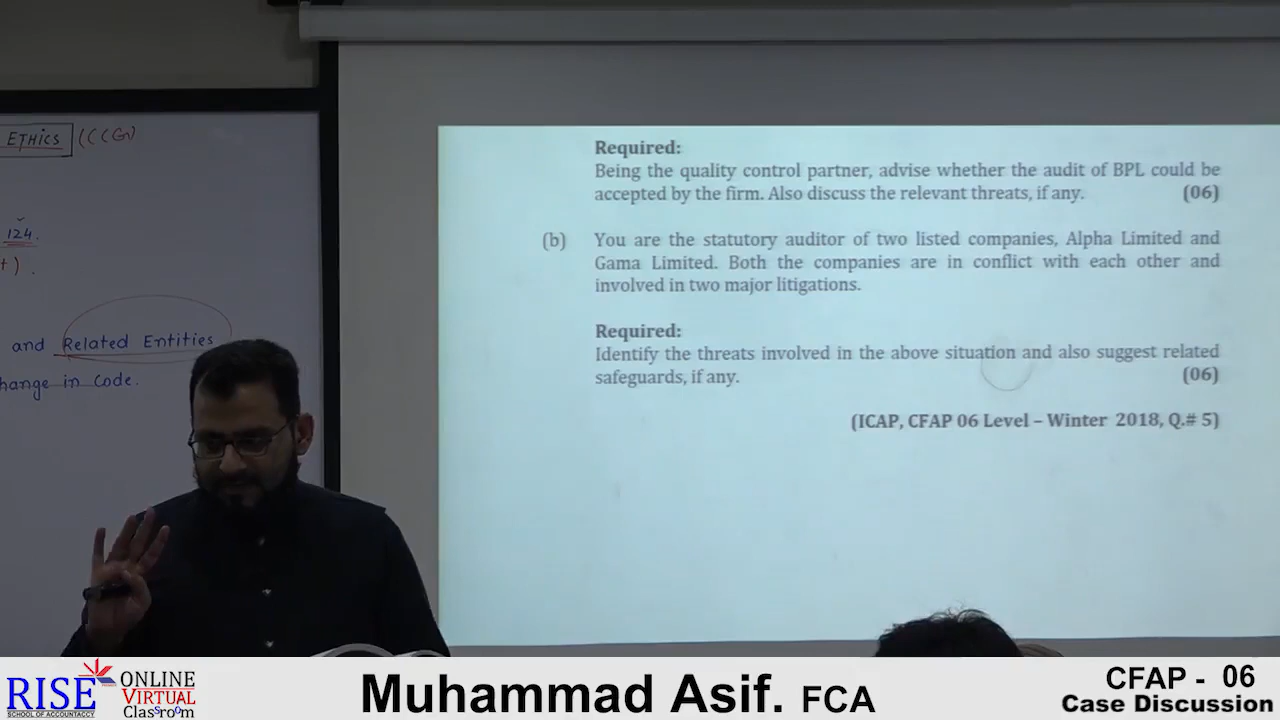 ETHICS (CCG)
124.
+) .
and Related Entities
hange in Code.
Required:
Being the quality control partner, advise whether the audit of BPL could be
accepted by the firm. Also discuss the relevant threats, if any. (06)
(b) You are the statutory auditor of two listed companies, Alpha Limited and
Gama Limited. Both the companies are in conflict with each other and
involved in two major litigations.
Required:
Identify the threats involved in the above situation and also suggest related
safeguards, if any. (06)
(ICAP, CFAP 06 Level – Winter 2018, Q.# 5)
RISE
SCHOOL OF ACCOUNTACY
ONLINE
VIRTUAL
Classroom
Muhammad Asif. FCA
CFAP - 06
Case Discussion